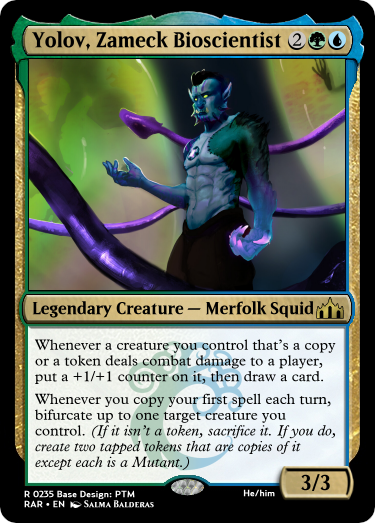 Yolov, Zameck Bioscientist 2
Legendary Creature — Merfolk Squid
Whenever a creature you control that's a copy
or a token deals combat damage to a player,
put a +1/+1 counter on it, then draw a card.
Whenever you copy your first spell each turn,
bifurcate up to one target creature you
control. (If it isn't a token, sacrifice it. If you do,
create two tapped tokens that are copies of it
except each is a Mutant.)
3/3
R 0235 Base Design: PTM
He/him
RAR • EN Salma Balderas